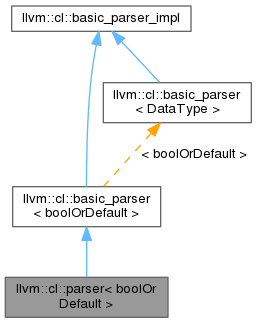 llvm::cl::basic_parser_impl
llvm::cl::basic_parser
< DataType >
< boolOrDefault >
llvm::cl::basic_parser
< boolOrDefault >
llvm::cl::parser< boolOr
Default >